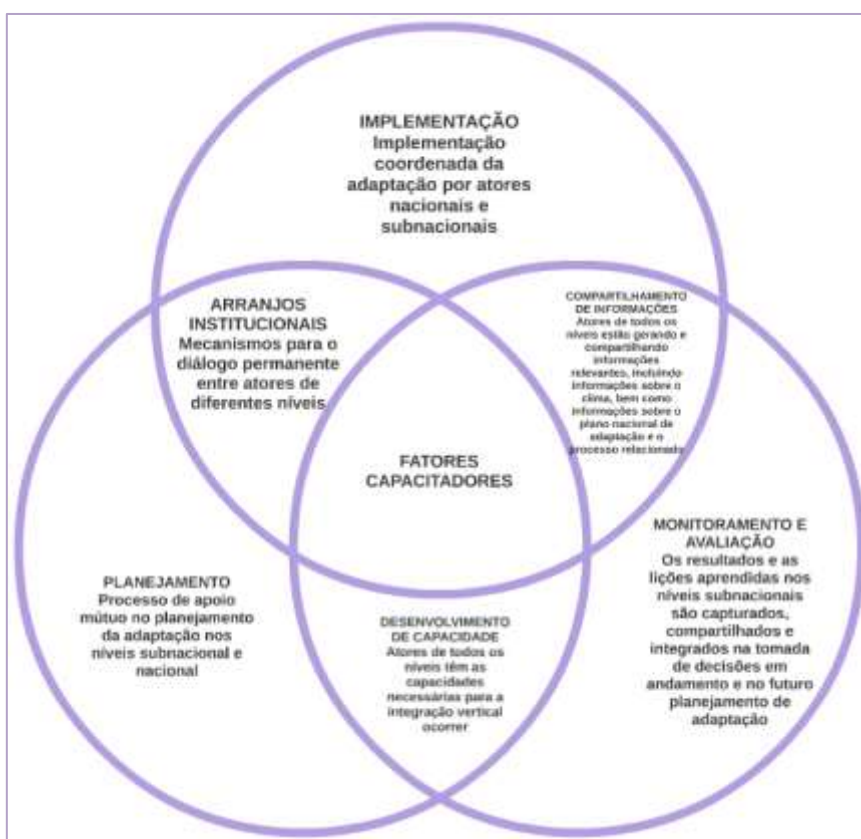 IMPLEMENTAÇÃO
Implementação
coordenada da
adaptação por atores
nacionais e
subnacionais
ARRANJOS
INSTITUCIONAIS
Mecanismos para o
diálogo permanente
entre atores de
diferentes níveis
COMPARTILHAMENTO
DE INFORMAÇÕES
Atores de todos os
níveis estão gerando e
compartilhando
informações
relevantes, incluindo
informações sobre o
clima, bem como
informações sobre o
plano nacional de
adaptação e o
processo relacionado
FATORES
CAPACITADORES
PLANEJAMENTO
Processo de apoio
mútuo no planejamento
da adaptação nos
níveis subnacional e
nacional
DESENVOLVIMENTO
DE CAPACIDADE
Atores de todos os
níveis têm as
capacidades
necessárias para a
integração vertical
ocorrer
MONITORAMENTO E
AVALIAÇÃO
Os resultados e as
lições aprendidas nos
níveis subnacionais
são capturados,
compartilhados e
integrados na tomada
de decisões em
andamento e no futuro
planejamento de
adaptação